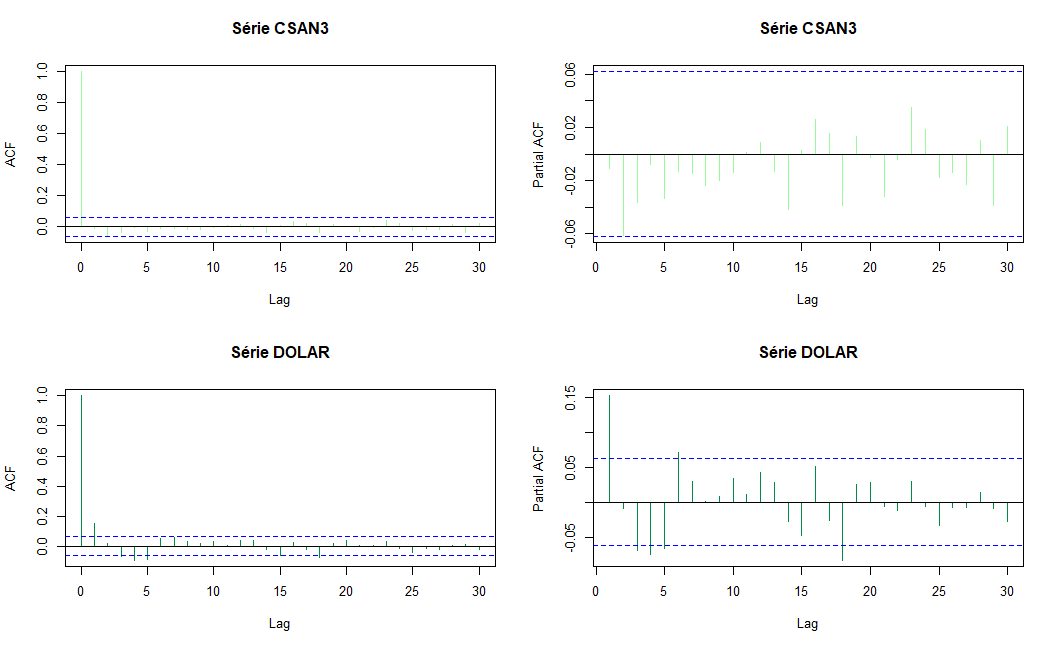 Série CSAN3
ACF
1.0
0.8
0.6
0.4
0.2
0.0
0 5 10 15 20 25 30
Lag
Série CSAN3
Partial ACF
0.06
0.02
-0.02
-0.06
0 5 10 15 20 25 30
Lag
Série DOLAR
ACF
1.0
0.8
0.6
0.4
0.2
0.0
0 5 10 15 20 25 30
Lag
Série DOLAR
Partial ACF
0.15
0.05
-0.05
0 5 10 15 20 25 30
Lag